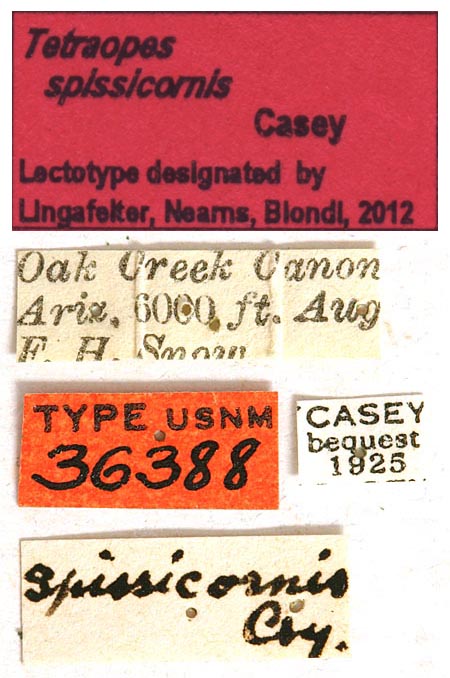 Tetraopes
spissicornis
Casey
Lectotype designated by
Lingafelter, Nearns, Biondi, 2012
Oak Creek Canon
Ariz. 6000 ft. Aug
F. H. Snow
TYPE USNM
36388
CASEY
bequest
1925
spissicornis
Csy.